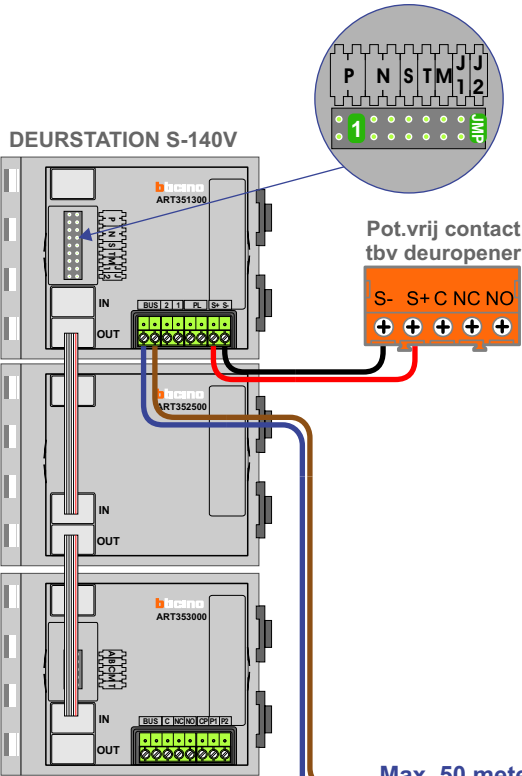 P N S T M J1 J2
1 JMP
DEURSTATION S-140V
bticino
ART351300
P N S T M 1 2
IN
OUT
BUS 2 1 PL S+ S-
Pot.vrij contact
tbv deuropener
S- S+ C NC NO
bticino
ART352500
IN
OUT
bticino
ART353000
A B C M T
IN
OUT
BUS C NC NO CP P1 P2
Max. 50 mete